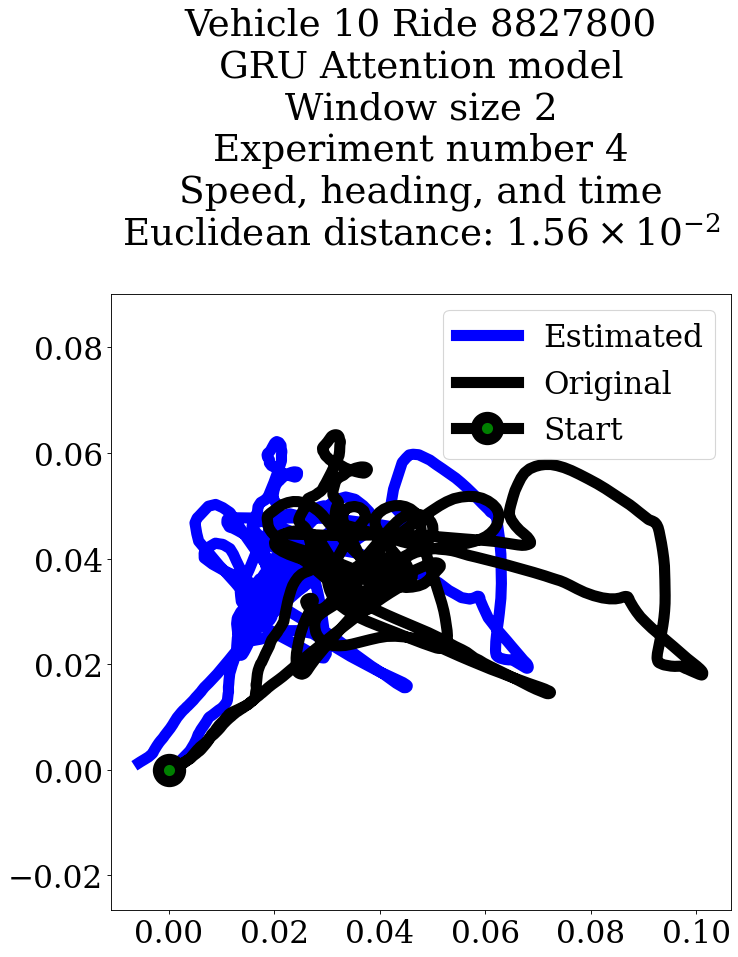 Vehicle 10 Ride 8827800
GRU Attention model
Window size 2
Experiment number 4
Speed, heading, and time
Euclidean distance: 1.56 × 10⁻²
Estimated
Original
Start
0.08
0.06
0.04
0.02
0.00
−0.02
0.00 0.02 0.04 0.06 0.08 0.10